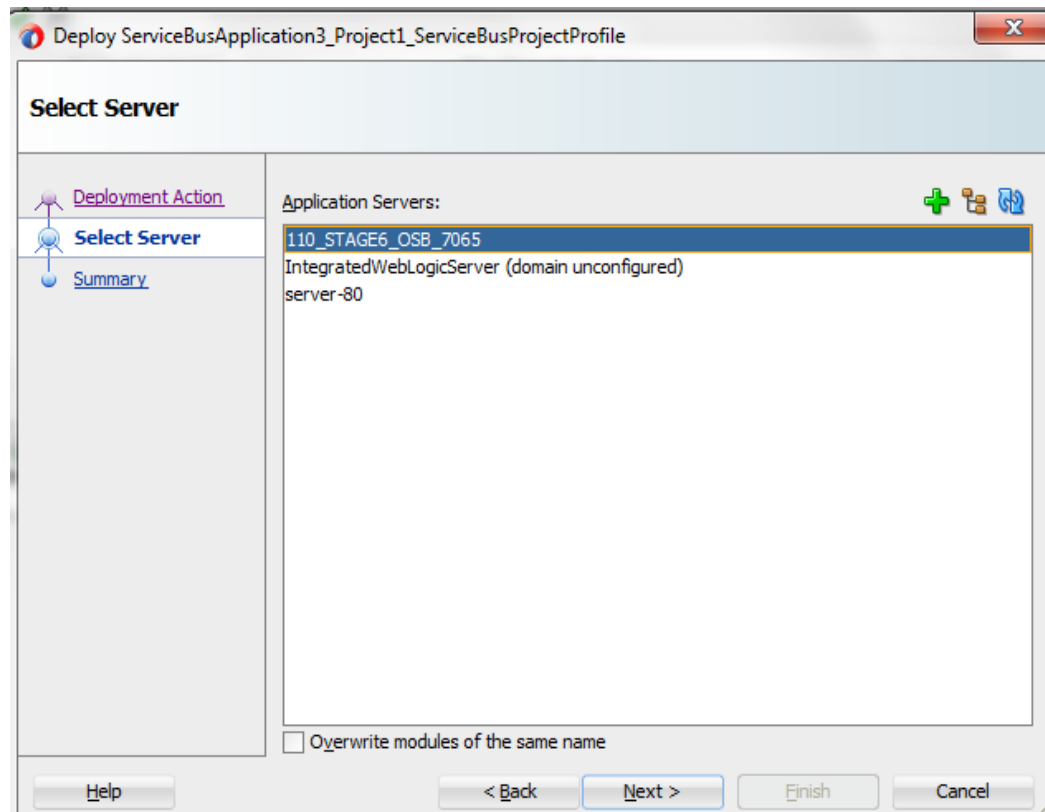 Deploy ServiceBusApplication3_Project1_ServiceBusProjectProfile
Select Server
Deployment Action
Select Server
Summary
Application Servers:
110_STAGE6_OSB_7065
IntegratedWebLogicServer (domain unconfigured)
server-80
Overwrite modules of the same name
Help
< Back
Next >
Finish
Cancel